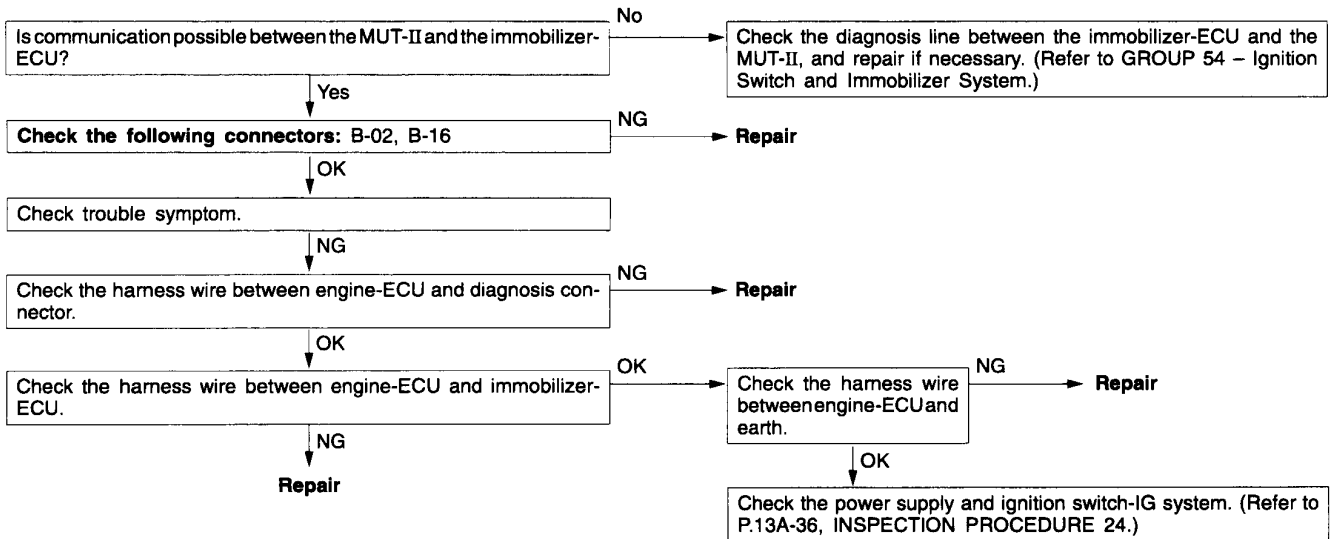 No
Is communication possible between the MUT-II and the immobilizer-
ECU?
Check the diagnosis line between the immobilizer-ECU and the
MUT-II, and repair if necessary. (Refer to GROUP 54 – Ignition
Switch and Immobilizer System.)
Yes
Check the following connectors: B-02, B-16
NG
Repair
OK
Check trouble symptom.
NG
Check the harness wire between engine-ECU and diagnosis con-
nector.
NG
Repair
OK
Check the harness wire between engine-ECU and immobilizer-
ECU.
OK
Check the harness wire
between engine-ECU and
earth.
NG
Repair
NG
Repair
OK
Check the power supply and ignition switch-IG system. (Refer to
P.13A-36, INSPECTION PROCEDURE 24.)